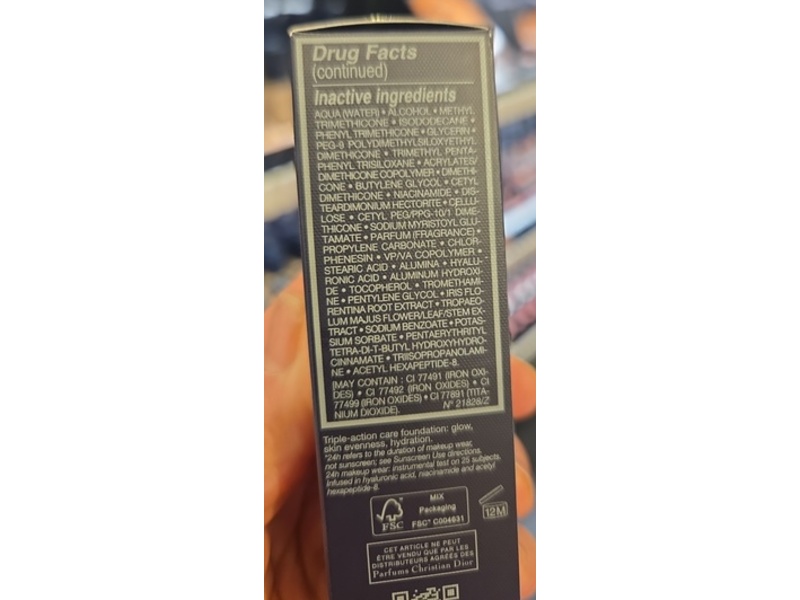 Drug Facts
(continued)
Inactive ingredients
AQUA (WATER) • ALCOHOL • METHYL
TRIMETHICONE • ISODODECANE •
PHENYL TRIMETHICONE • GLYCERIN •
PEG-9 POLYDIMETHYLSILOXYETHYL
DIMETHICONE • TRIMETHYL PENTA-
PHENYL TRISILOXANE • ACRYLATES/
DIMETHICONE COPOLYMER • DIMETHI-
CONE • BUTYLENE GLYCOL • CETYL
DIMETHICONE • NIACINAMIDE • DIS-
TEARDIMONIUM HECTORITE • CELLU-
LOSE • CETYL PEG/PPG-10/1 DIME-
THICONE • SODIUM MYRISTOYL GLU-
TAMATE • PARFUM (FRAGRANCE) •
PROPYLENE CARBONATE • CHLOR-
PHENESIN • VP/VA COPOLYMER •
STEARIC ACID • ALUMINA • HYALU-
RONIC ACID • ALUMINUM HYDROXI-
DE • TOCOPHEROL • TROMETHAMI-
NE • PENTYLENE GLYCOL • IRIS FLO-
RENTINA ROOT EXTRACT • TROPAEO-
LUM MAJUS FLOWER/LEAF/STEM EX-
TRACT • SODIUM BENZOATE • POTAS-
SIUM SORBATE • PENTAERYTHRITYL
TETRA-DI-T-BUTYL HYDROXYHYDRO-
CINNAMATE • TRIISOPROPANOLAMI-
NE • ACETYL HEXAPEPTIDE-8.
[MAY CONTAIN : CI 77491 (IRON OXI-
DES) • CI 77492 (IRON OXIDES) • CI
77499 (IRON OXIDES) • CI 77891 (TITA-
NIUM DIOXIDE). N° 21828/Z
Triple-action care foundation: glow,
skin evenness, hydration.
*24h refers to the duration of makeup wear,
not sunscreen; see Sunscreen Use directions.
24h makeup wear: instrumental test on 25 subjects.
Infused in hyaluronic acid, niacinamide and acetyl
hexapeptide-8.
FSC
MIX
Packaging
FSC® C004631
12M
CET ARTICLE NE PEUT
ÊTRE VENDU QUE PAR LES
DISTRIBUTEURS AGRÉÉS DES
Parfums Christian Dior